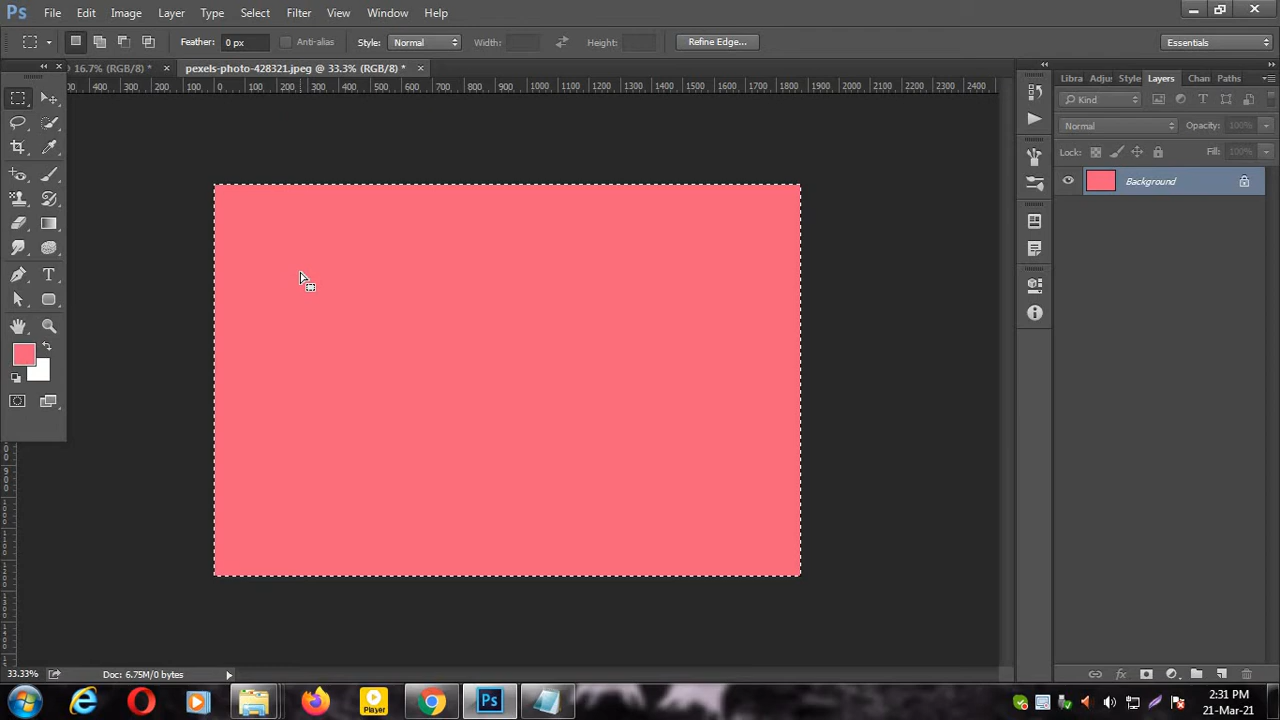 Ps File Edit Image Layer Type Select Filter View Window Help
Feather: 0 px Anti-alias Style: Normal Width: Height: Refine Edge... Essentials
16.7% (RGB/8) * × pexels-photo-428321.jpeg @ 33.3% (RGB/8) * ×
Libra Adju Style Layers Chan Paths
400 300 200 100 0 100 200 300 400 500 600 700 800 900 1000 1100 1200 1300 1400 1500 1600 1700 1800 1900 2000 2100 2200 2300 2400
Kind
Normal Opacity: 100%
Lock: Fill: 100%
Background
T
33.33% Doc: 6.75M/0 bytes
Player
Ps
2:31 PM
21-Mar-21